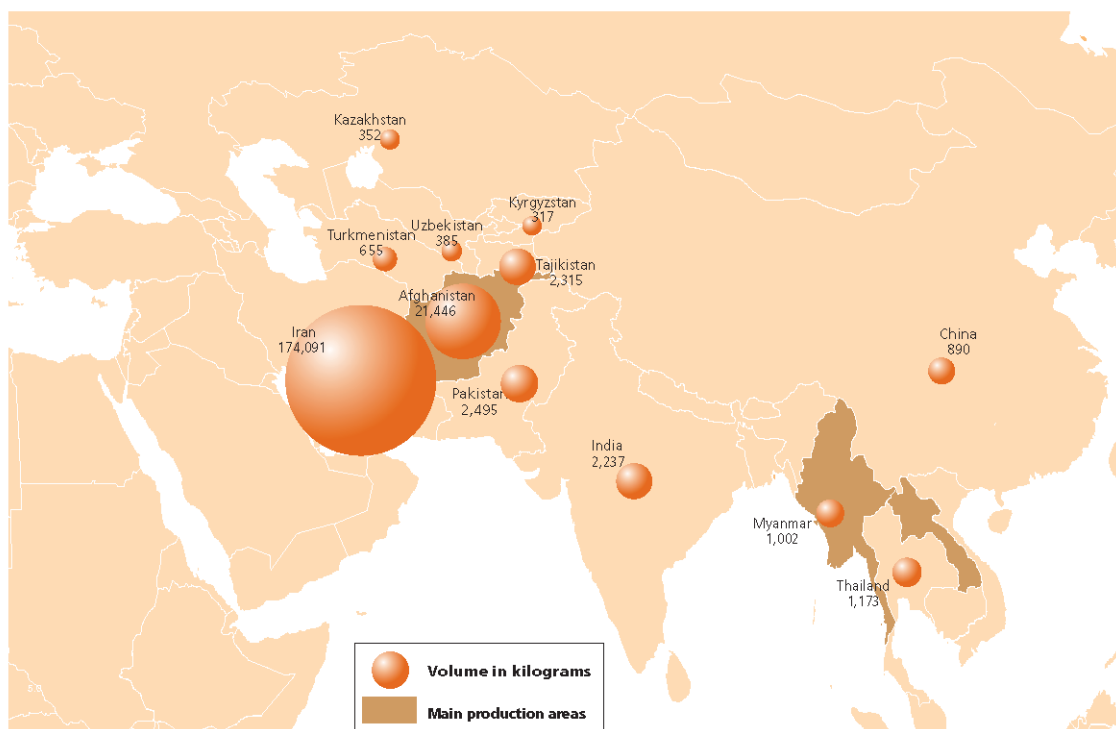 Kazakhstan
352
Kyrgyzstan
317
Uzbekistan
385
Turkmenistan
655
Tajikistan
2,315
Afghanistan
21,446
Iran
174,091
Pakistan
2,495
China
890
India
2,237
Myanmar
1,002
Thailand
1,173
Volume in kilograms
Main production areas